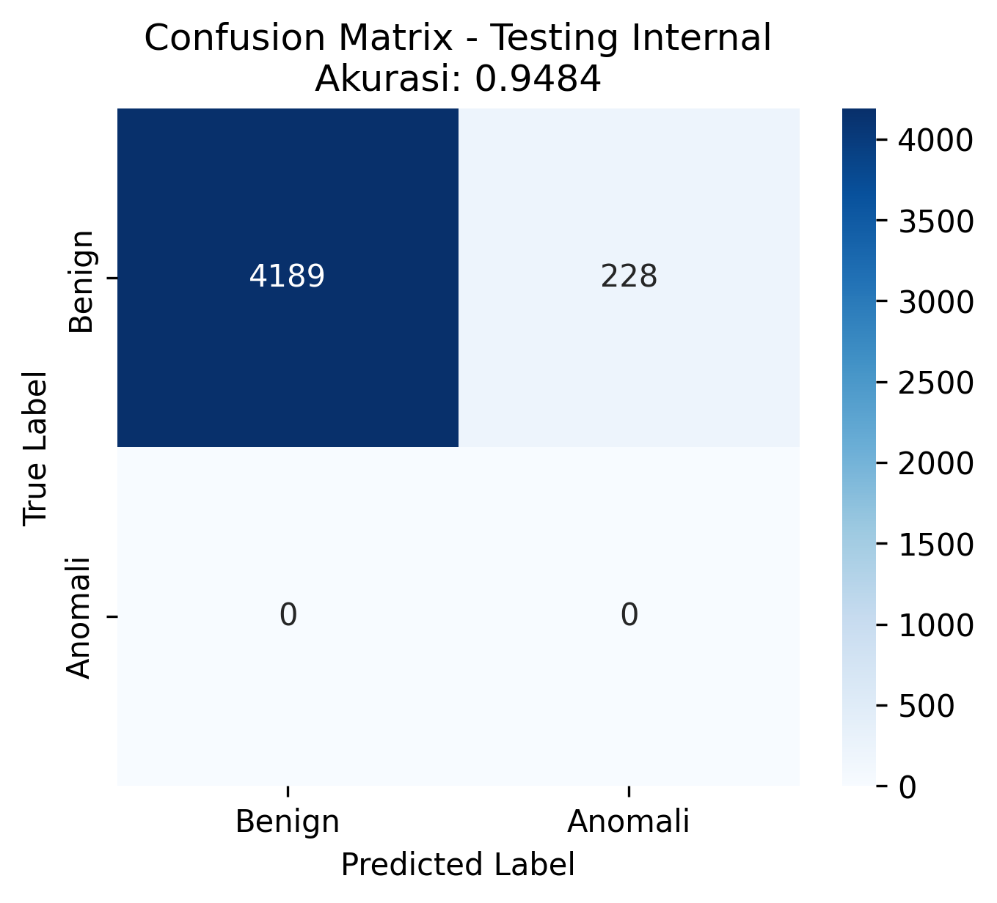 Confusion Matrix - Testing Internal
Akurasi: 0.9484
True Label
Benign
4189
228
Anomali
0
0
Benign
Anomali
Predicted Label
4000
3500
3000
2500
2000
1500
1000
500
0